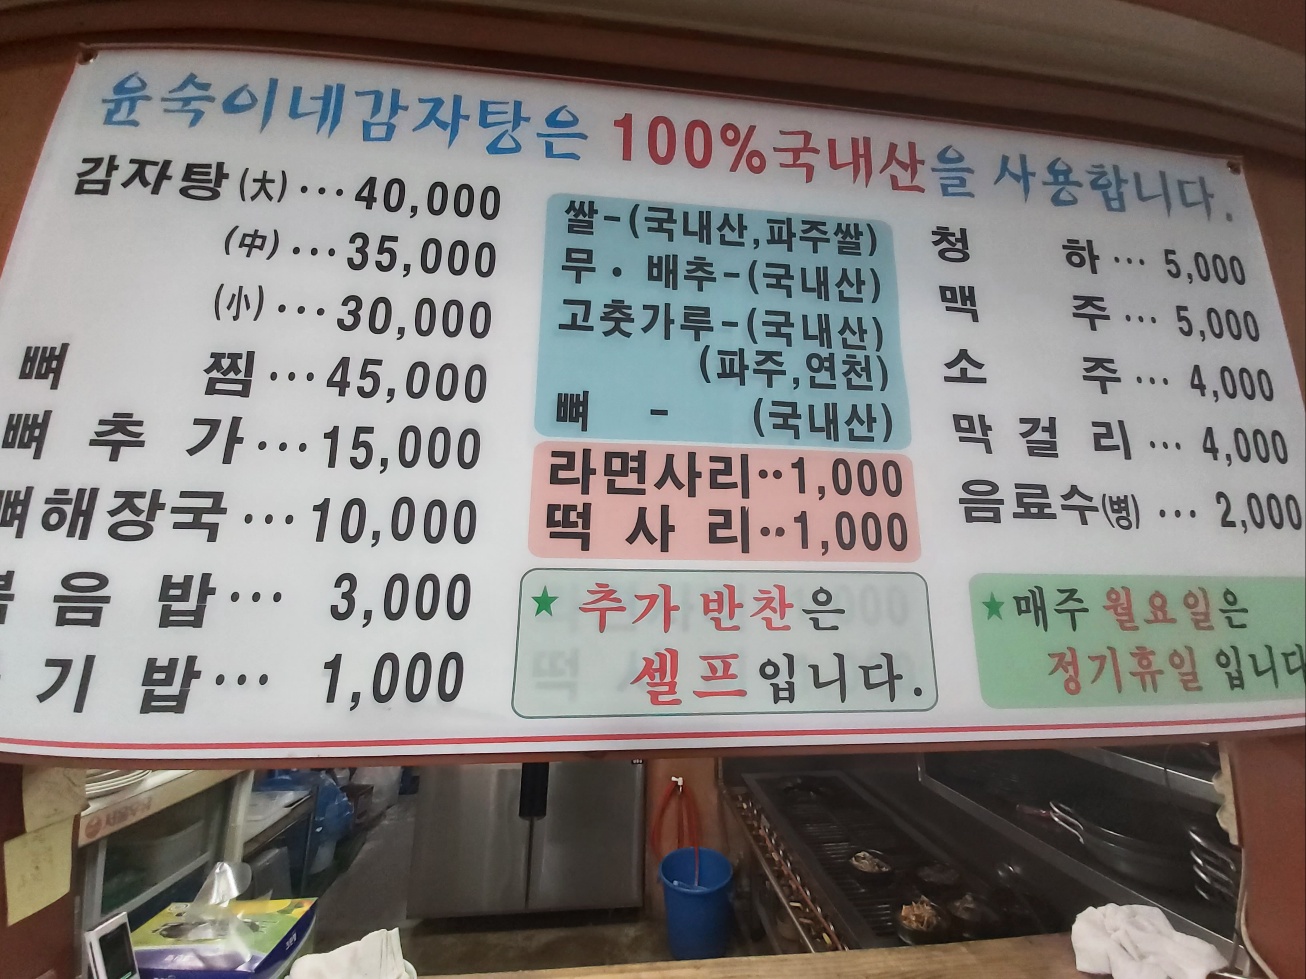 윤숙이네감자탕은 100%국내산을 사용합니다.
감자탕(大)···40,000
(中)···35,000
(小)···30,000
뼈 찜···45,000
뼈 추 가···15,000
뼈해장국···10,000
볶 음 밥··· 3,000
기 밥··· 1,000
쌀-(국내산,파주쌀)
무·배추-(국내산)
고춧가루-(국내산)
(파주,연천)
뼈 - (국내산)
라면사리··1,000
떡 사 리··1,000
★ 추가 반찬은
셀프입니다.
청 하··· 5,000
맥 주··· 5,000
소 주··· 4,000
막 걸 리··· 4,000
음료수(병) ··· 2,000
★매주 월요일은
정기휴일 입니다